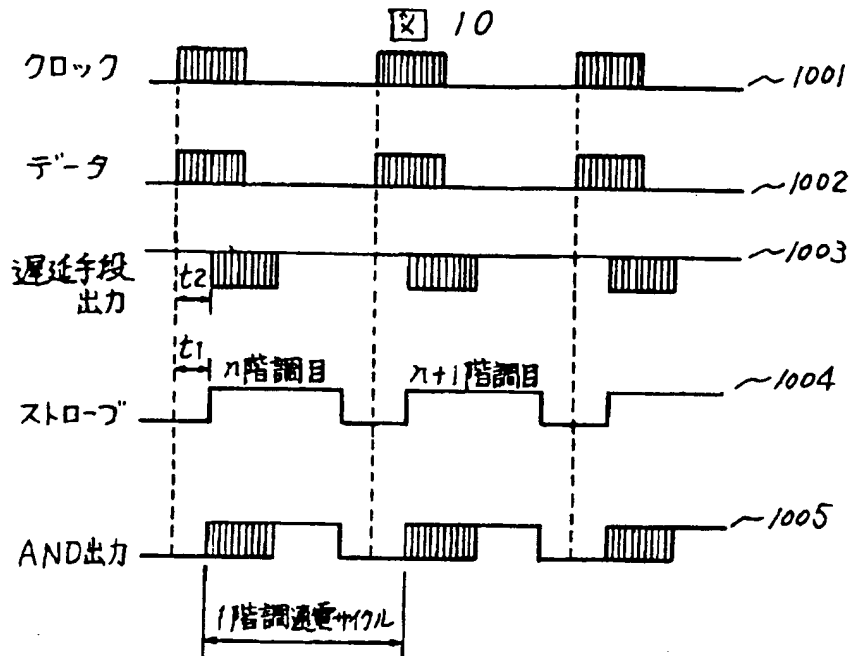 図 10
クロック
~1001
データ
~1002
~1003
遅延手段
出力
t2
t1
n階調目
n+1階調目
~1004
ストローブ
~1005
AND出力
1階調通電サイクル